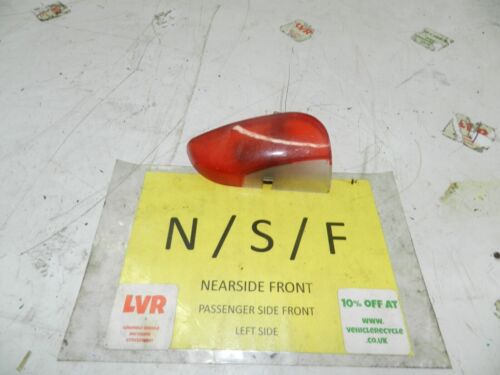 N / S / F
NEARSIDE FRONT
PASSENGER SIDE FRONT
LEFT SIDE
LVR
10% OFF AT
WWW.
VEHICLERECYCLE
.CO.UK